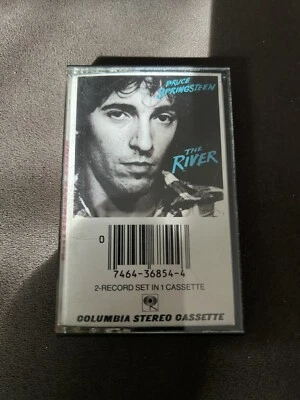 BRUCE
SPRINGSTEEN
THE
RIVER
0
7464-36854-4
2-RECORD SET IN 1 CASSETTE
COLUMBIA STEREO CASSETTE